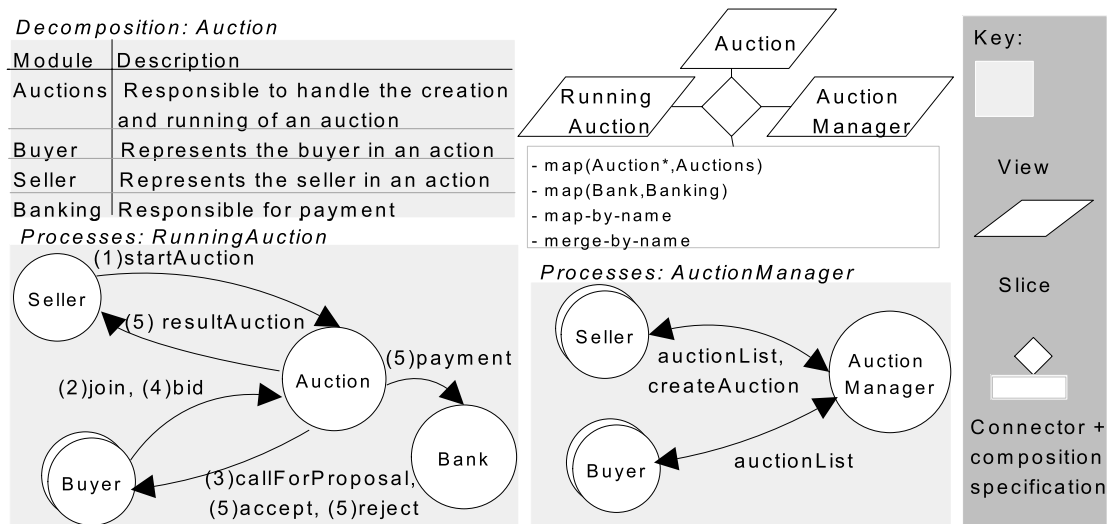 Decomposition: Auction
Module Description
Auctions Responsible to handle the creation
and running of an auction
Buyer Represents the buyer in an action
Seller Represents the seller in an action
Banking Responsible for payment
Auction
Running
Auction
Auction
Manager
- map(Auction*,Auctions)
- map(Bank,Banking)
- map-by-name
- merge-by-name
Processes: RunningAuction
(1)startAuction
Seller
(5) resultAuction
(5)payment
Auction
(2)join, (4)bid
Bank
Buyer
(3)callForProposal,
(5)accept, (5)reject
Processes: AuctionManager
Seller
auctionList,
createAuction
Auction
Manager
Buyer
auctionList
Key:
View
Slice
Connector +
composition
specification